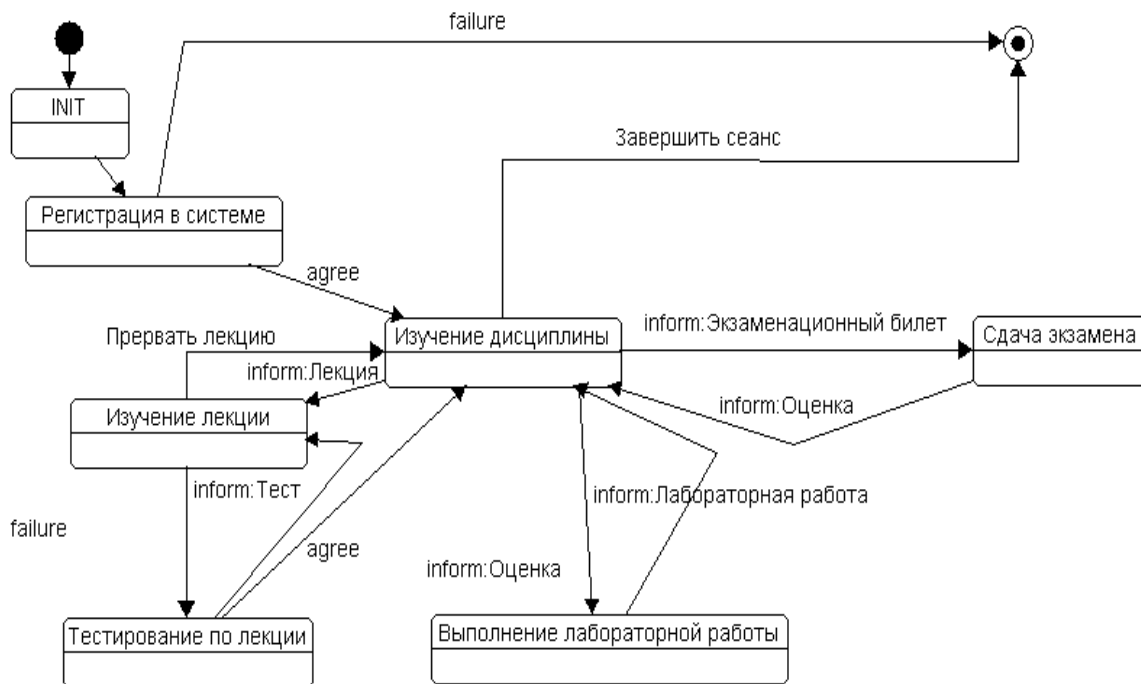 failure
INIT
Завершить сеанс
Регистрация в системе
agree
Изучение дисциплины
inform:Экзаменационный билет
Сдача экзамена
Прервать лекцию
inform:Лекция
inform:Оценка
Изучение лекции
inform:Тест
inform:Лабораторная работа
failure
agree
inform:Оценка
Тестирование по лекции
Выполнение лабораторной работы